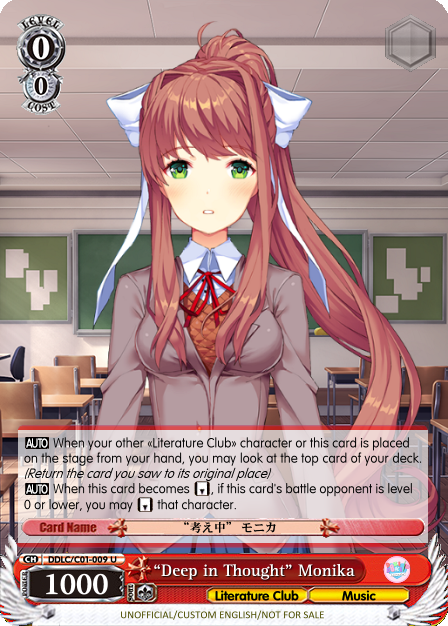 LEVEL
0
0
COST
AUTO When your other «Literature Club» character or this card is placed
on the stage from your hand, you may look at the top card of your deck.
(Return the card you saw to its original place)
AUTO When this card becomes [▼], if this card's battle opponent is level
0 or lower, you may [▼] that character.
Card Name "考え中" モニカ
CH DDLC/C01-009 U
POWER 1000 SOUL "Deep in Thought" Monika
Literature Club Music
UNOFFICIAL/CUSTOM ENGLISH/NOT FOR SALE